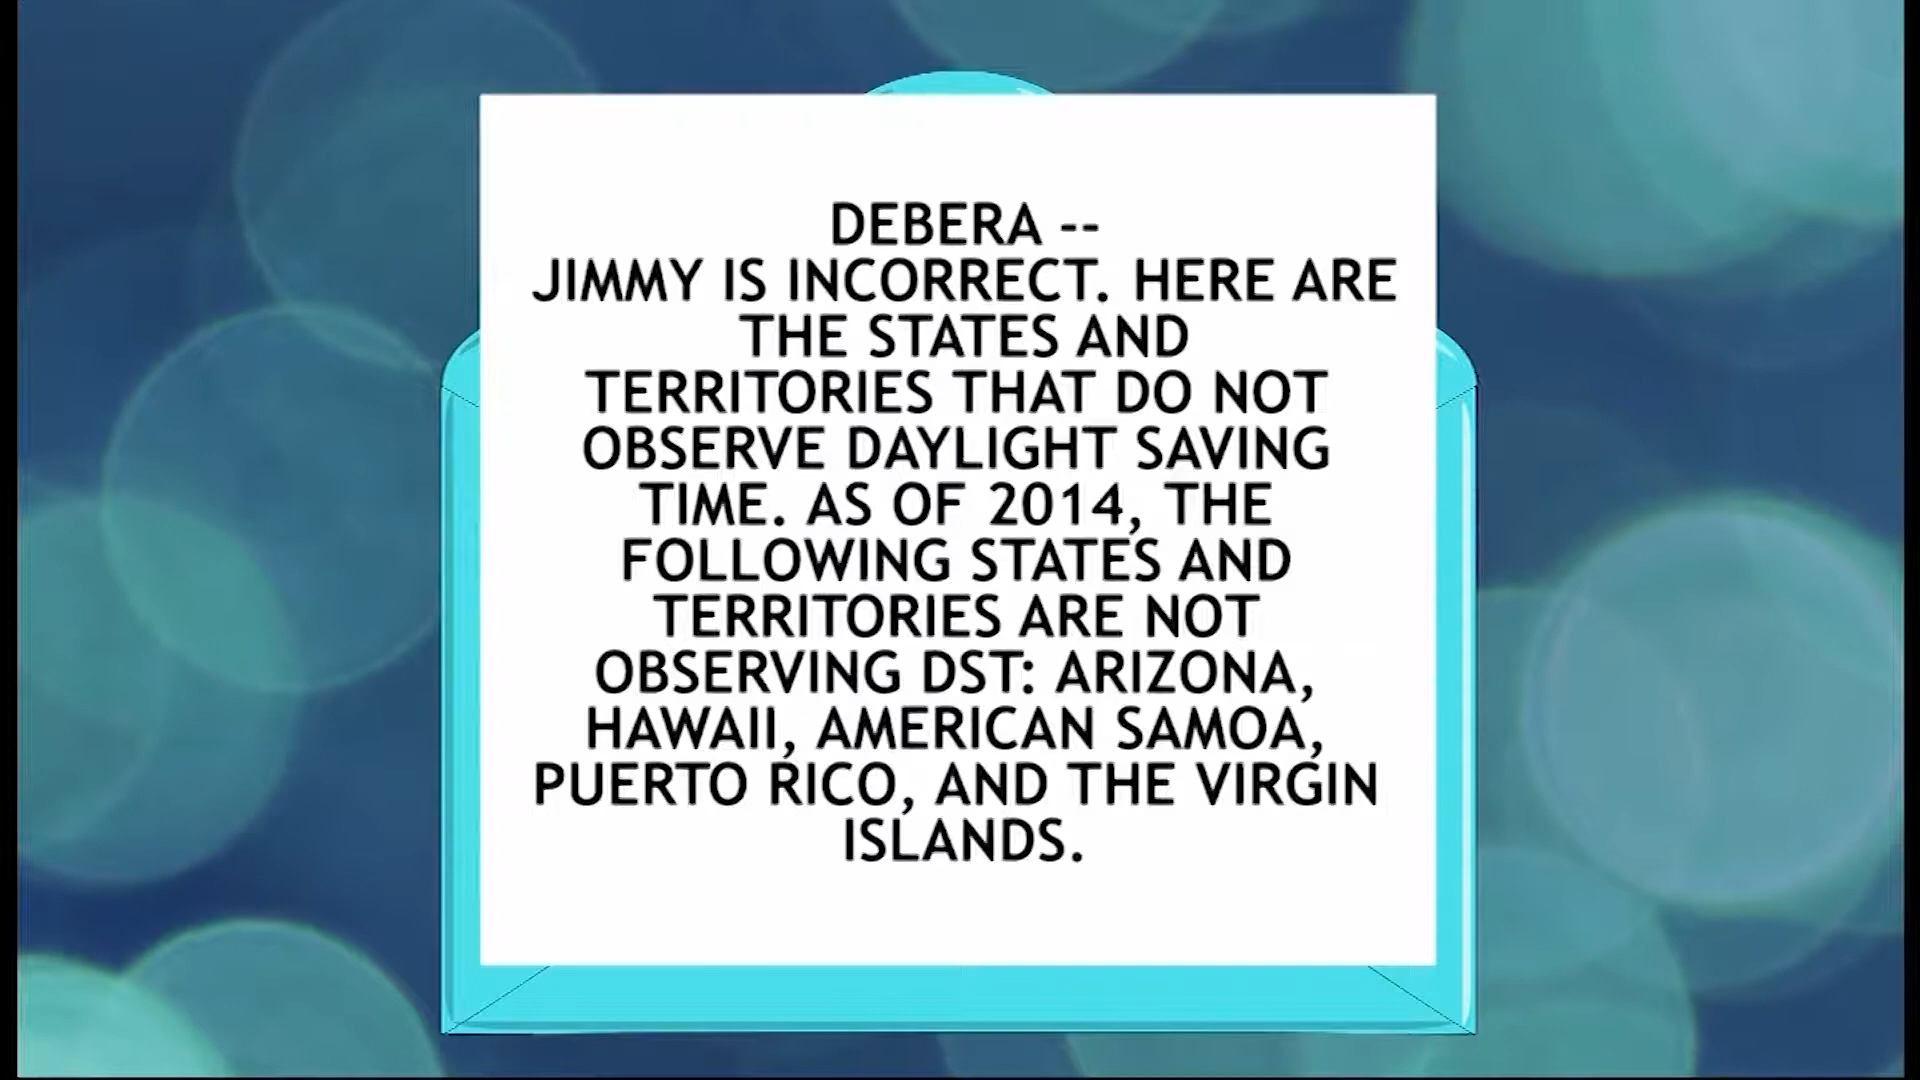 DEBERA --
JIMMY IS INCORRECT. HERE ARE
THE STATES AND
TERRITORIES THAT DO NOT
OBSERVE DAYLIGHT SAVING
TIME. AS OF 2014, THE
FOLLOWING STATES AND
TERRITORIES ARE NOT
OBSERVING DST: ARIZONA,
HAWAII, AMERICAN SAMOA,
PUERTO RICO, AND THE VIRGIN
ISLANDS.